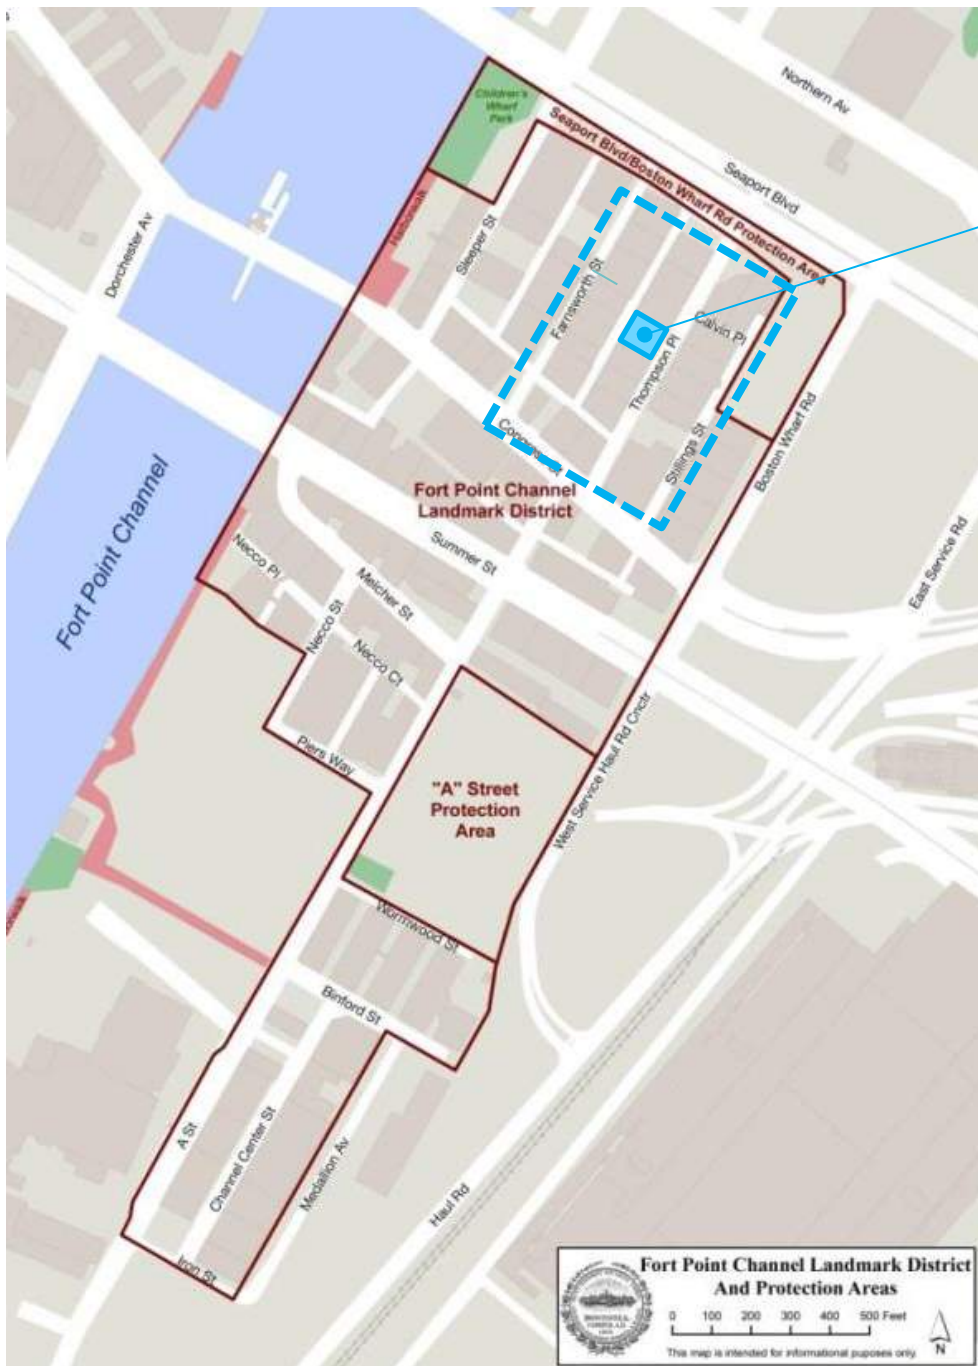 Children's
Wharf
Park
Northern Av
Seaport Blvd/Boston Wharf Rd Protection Area
Seaport Blvd
Dorchester Av
Harborwalk
Sleeper St
Farnsworth St
Calvin Pl
Thompson Pl
Congress St
Stillings St
Boston Wharf Rd
Fort Point Channel
Fort Point Channel
Landmark District
Summer St
East Service Rd
Necco Pl
Melcher St
Necco St
Necco Ct
Piers Way
West Service Haul Rd Cnctr
"A" Street
Protection
Area
Wormwood St
Binford St
A St
Channel Center St
Medallion Av
Haul Rd
Iron St
Fort Point Channel Landmark District
And Protection Areas
0 100 200 300 400 500 Feet
This map is intended for informational puposes only.
N